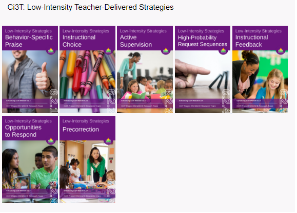 Ci3T: Low-Intensity Teacher Delivered Strategies
Low-Intensity Strategies
Behavior-Specific
Praise
Low-Intensity Strategies
Instructional
Choice
Low-Intensity Strategies
Active
Supervision
Low-Intensity Strategies
High-Probability
Request Sequences
Low-Intensity Strategies
Instructional
Feedback
Low-Intensity Strategies
Opportunities
to Respond
Low-Intensity Strategies
Precorrection